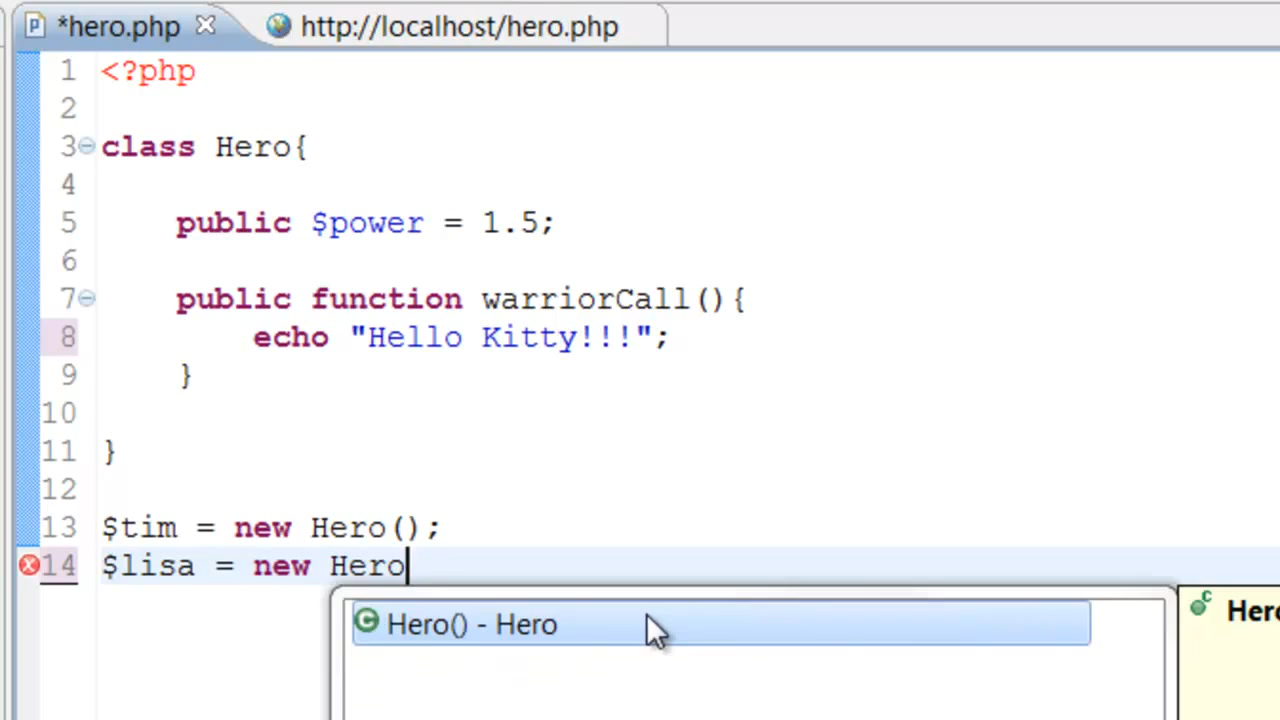 *hero.php http://localhost/hero.php
1 <?php
2
3 class Hero{
4
5 public $power = 1.5;
6
7 public function warriorCall(){
8 echo "Hello Kitty!!!";
9 }
10
11 }
12
13 $tim = new Hero();
14 $lisa = new Hero
Hero() - Hero